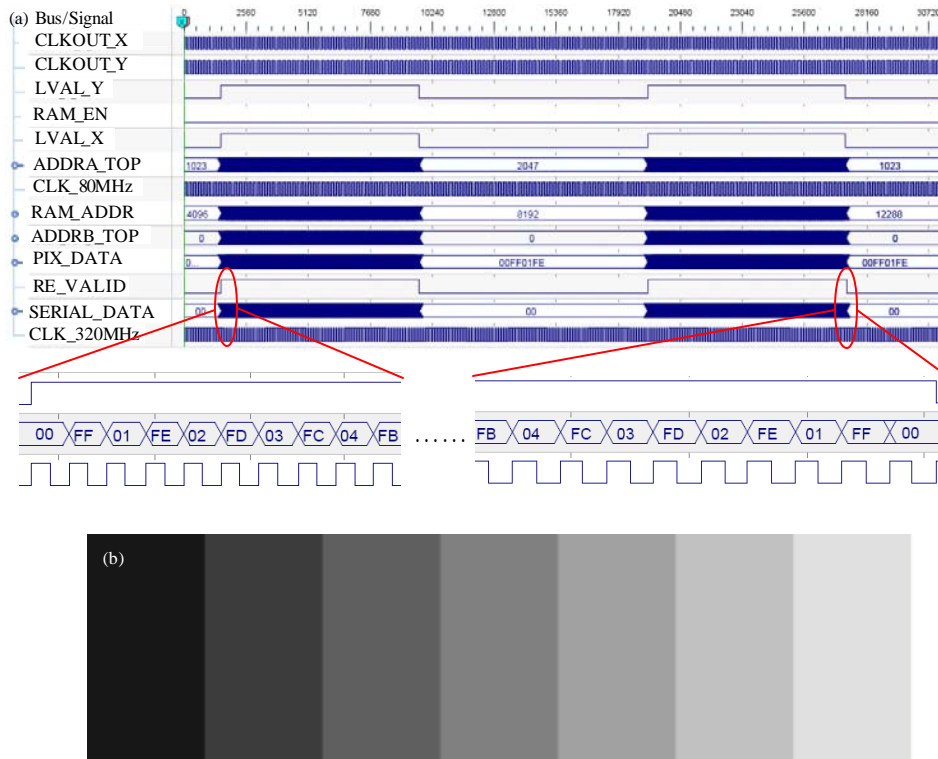 (a) Bus/Signal
0 2560 5120 7680 10240 12800 15360 17920 20480 23040 25600 28160 30720
CLKOUT_X
CLKOUT_Y
LVAL_Y
RAM_EN
LVAL_X
ADDRA_TOP 1023 2047 1023
CLK_80MHz
RAM_ADDR 4096 8192 12288
ADDRB_TOP 0 0 0
PIX_DATA 0... 00FF01FE 00FF01FE
RE_VALID
SERIAL_DATA 00 00 00
CLK_320MHz
00 FF 01 FE 02 FD 03 FC 04 FB ...... FB 04 FC 03 FD 02 FE 01 FF 00
(b)